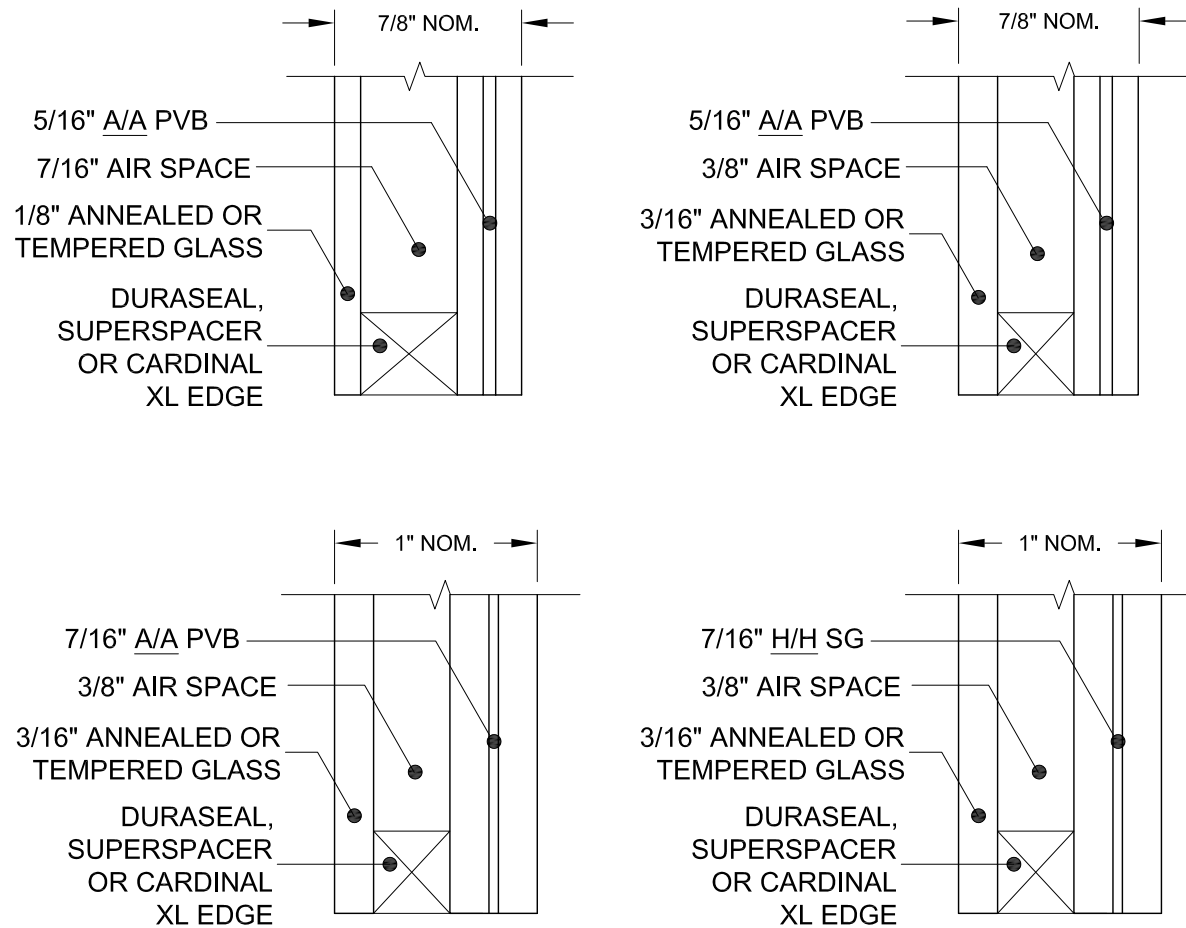 7/8" NOM.
5/16" A/A PVB
7/16" AIR SPACE
1/8" ANNEALED OR
TEMPERED GLASS
DURASEAL,
SUPERSPACER
OR CARDINAL
XL EDGE
7/8" NOM.
5/16" A/A PVB
3/8" AIR SPACE
3/16" ANNEALED OR
TEMPERED GLASS
DURASEAL,
SUPERSPACER
OR CARDINAL
XL EDGE
1" NOM.
7/16" A/A PVB
3/8" AIR SPACE
3/16" ANNEALED OR
TEMPERED GLASS
DURASEAL,
SUPERSPACER
OR CARDINAL
XL EDGE
1" NOM.
7/16" H/H SG
3/8" AIR SPACE
3/16" ANNEALED OR
TEMPERED GLASS
DURASEAL,
SUPERSPACER
OR CARDINAL
XL EDGE